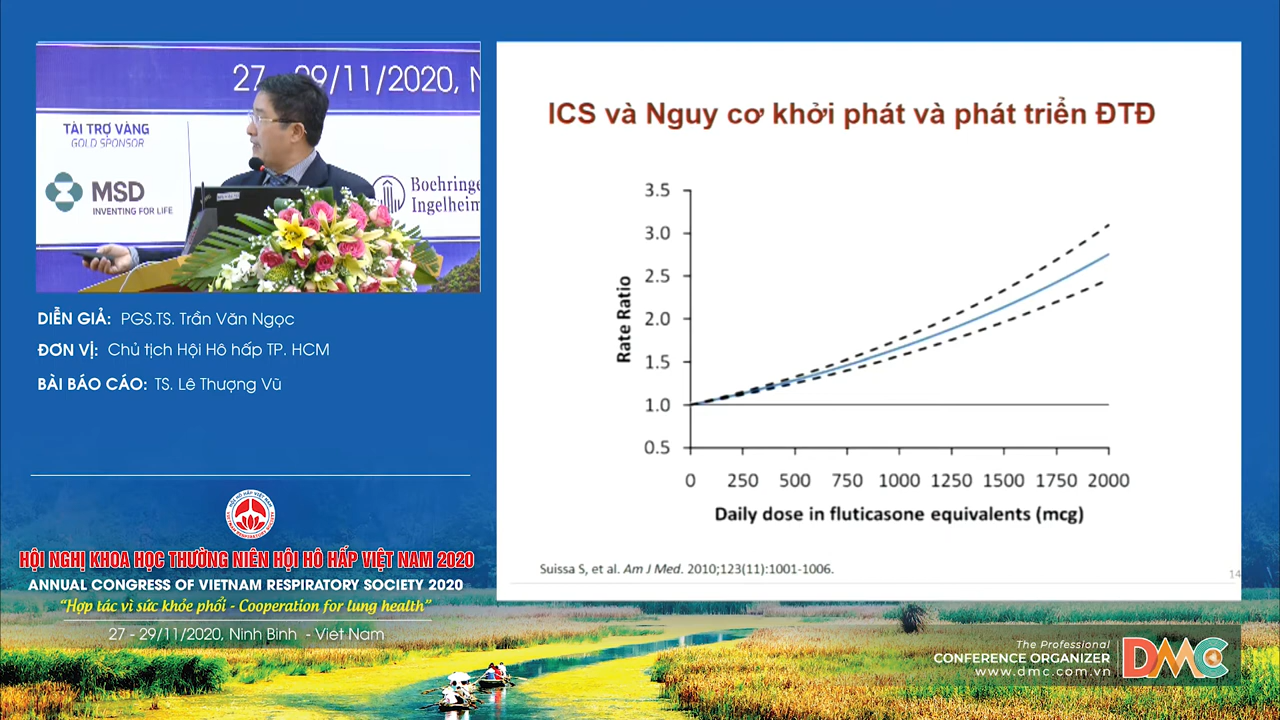 27 - 29/11/2020, N
TÀI TRỢ VÀNG
GOLD SPONSOR
MSD
INVENTING FOR LIFE
Boehringe
Ingelheim
DIỄN GIẢ: PGS.TS. Trần Văn Ngọc
ĐƠN VỊ: Chủ tịch Hội Hô hấp TP. HCM
BÀI BÁO CÁO: TS. Lê Thượng Vũ
HỘI NGHỊ KHOA HỌC THƯỜNG NIÊN HỘI HÔ HẤP VIỆT NAM 2020
ANNUAL CONGRESS OF VIETNAM RESPIRATORY SOCIETY 2020
“Hợp tác vì sức khỏe phổi - Cooperation for lung health”
27 - 29/11/2020, Ninh Binh - Viet Nam
ICS và Nguy cơ khởi phát và phát triển ĐTĐ
3.5
3.0
2.5
2.0
1.5
1.0
0.5
Rate Ratio
0 250 500 750 1000 1250 1500 1750 2000
Daily dose in fluticasone equivalents (mcg)
Suissa S, et al. Am J Med. 2010;123(11):1001-1006.
14
The Professional
CONFERENCE ORGANIZER
www.dmc.com.vn
DMC